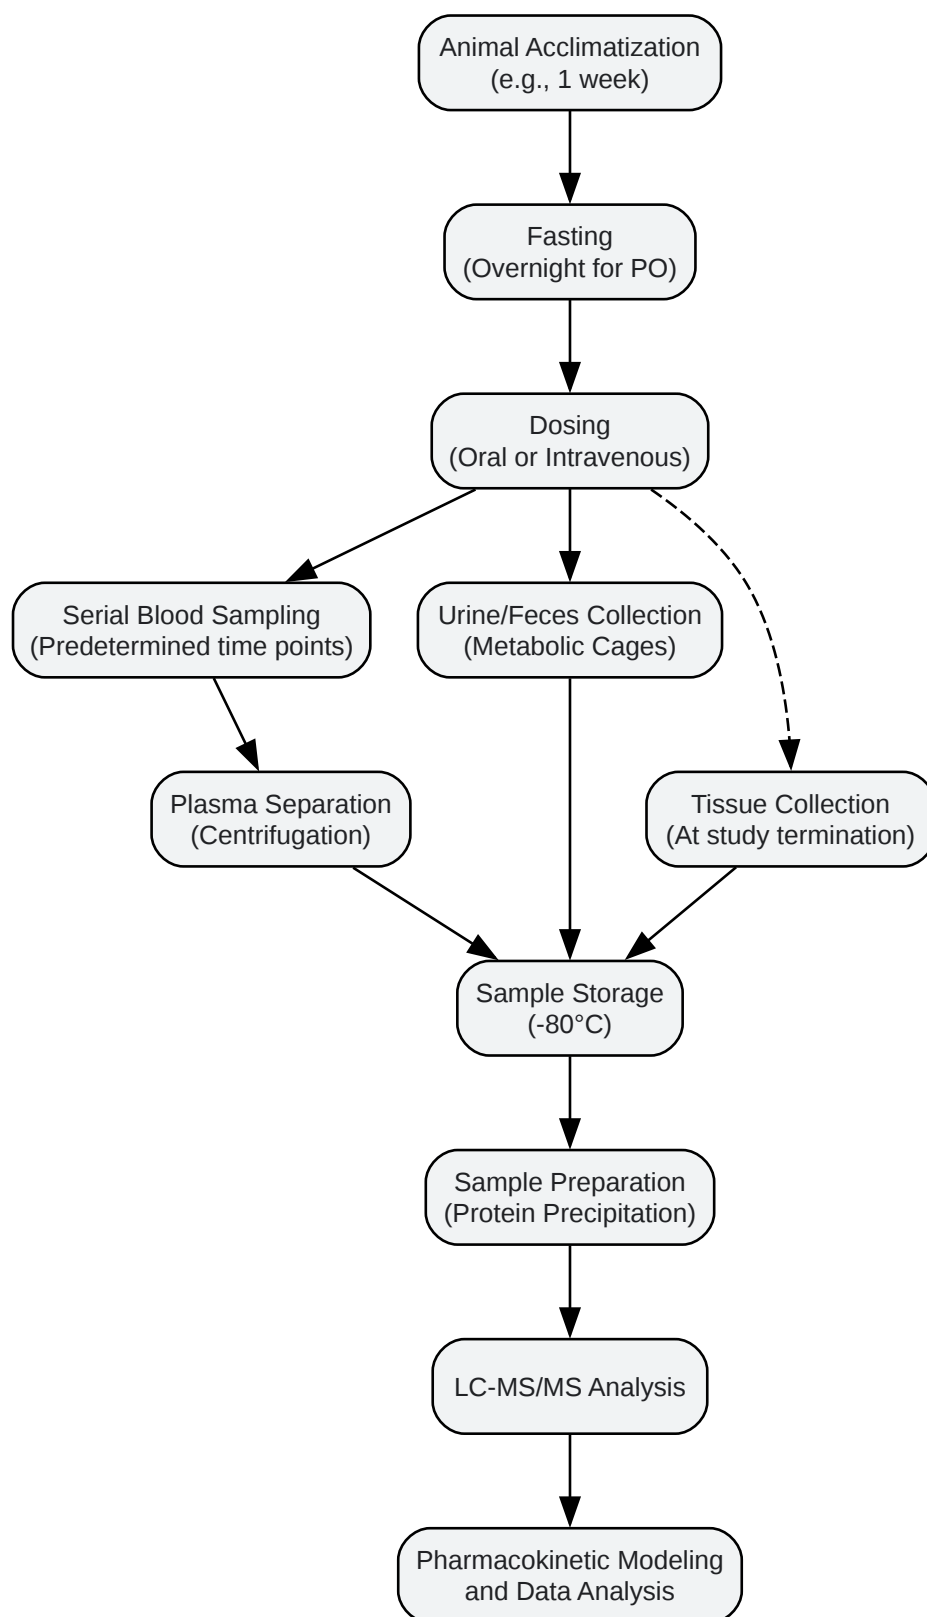 Animal Acclimatization
(e.g., 1 week)
Fasting
(Overnight for PO)
Dosing
(Oral or Intravenous)
Serial Blood Sampling
(Predetermined time points)
Urine/Feces Collection
(Metabolic Cages)
Plasma Separation
(Centrifugation)
Tissue Collection
(At study termination)
Sample Storage
(-80°C)
Sample Preparation
(Protein Precipitation)
LC-MS/MS Analysis
Pharmacokinetic Modeling
and Data Analysis